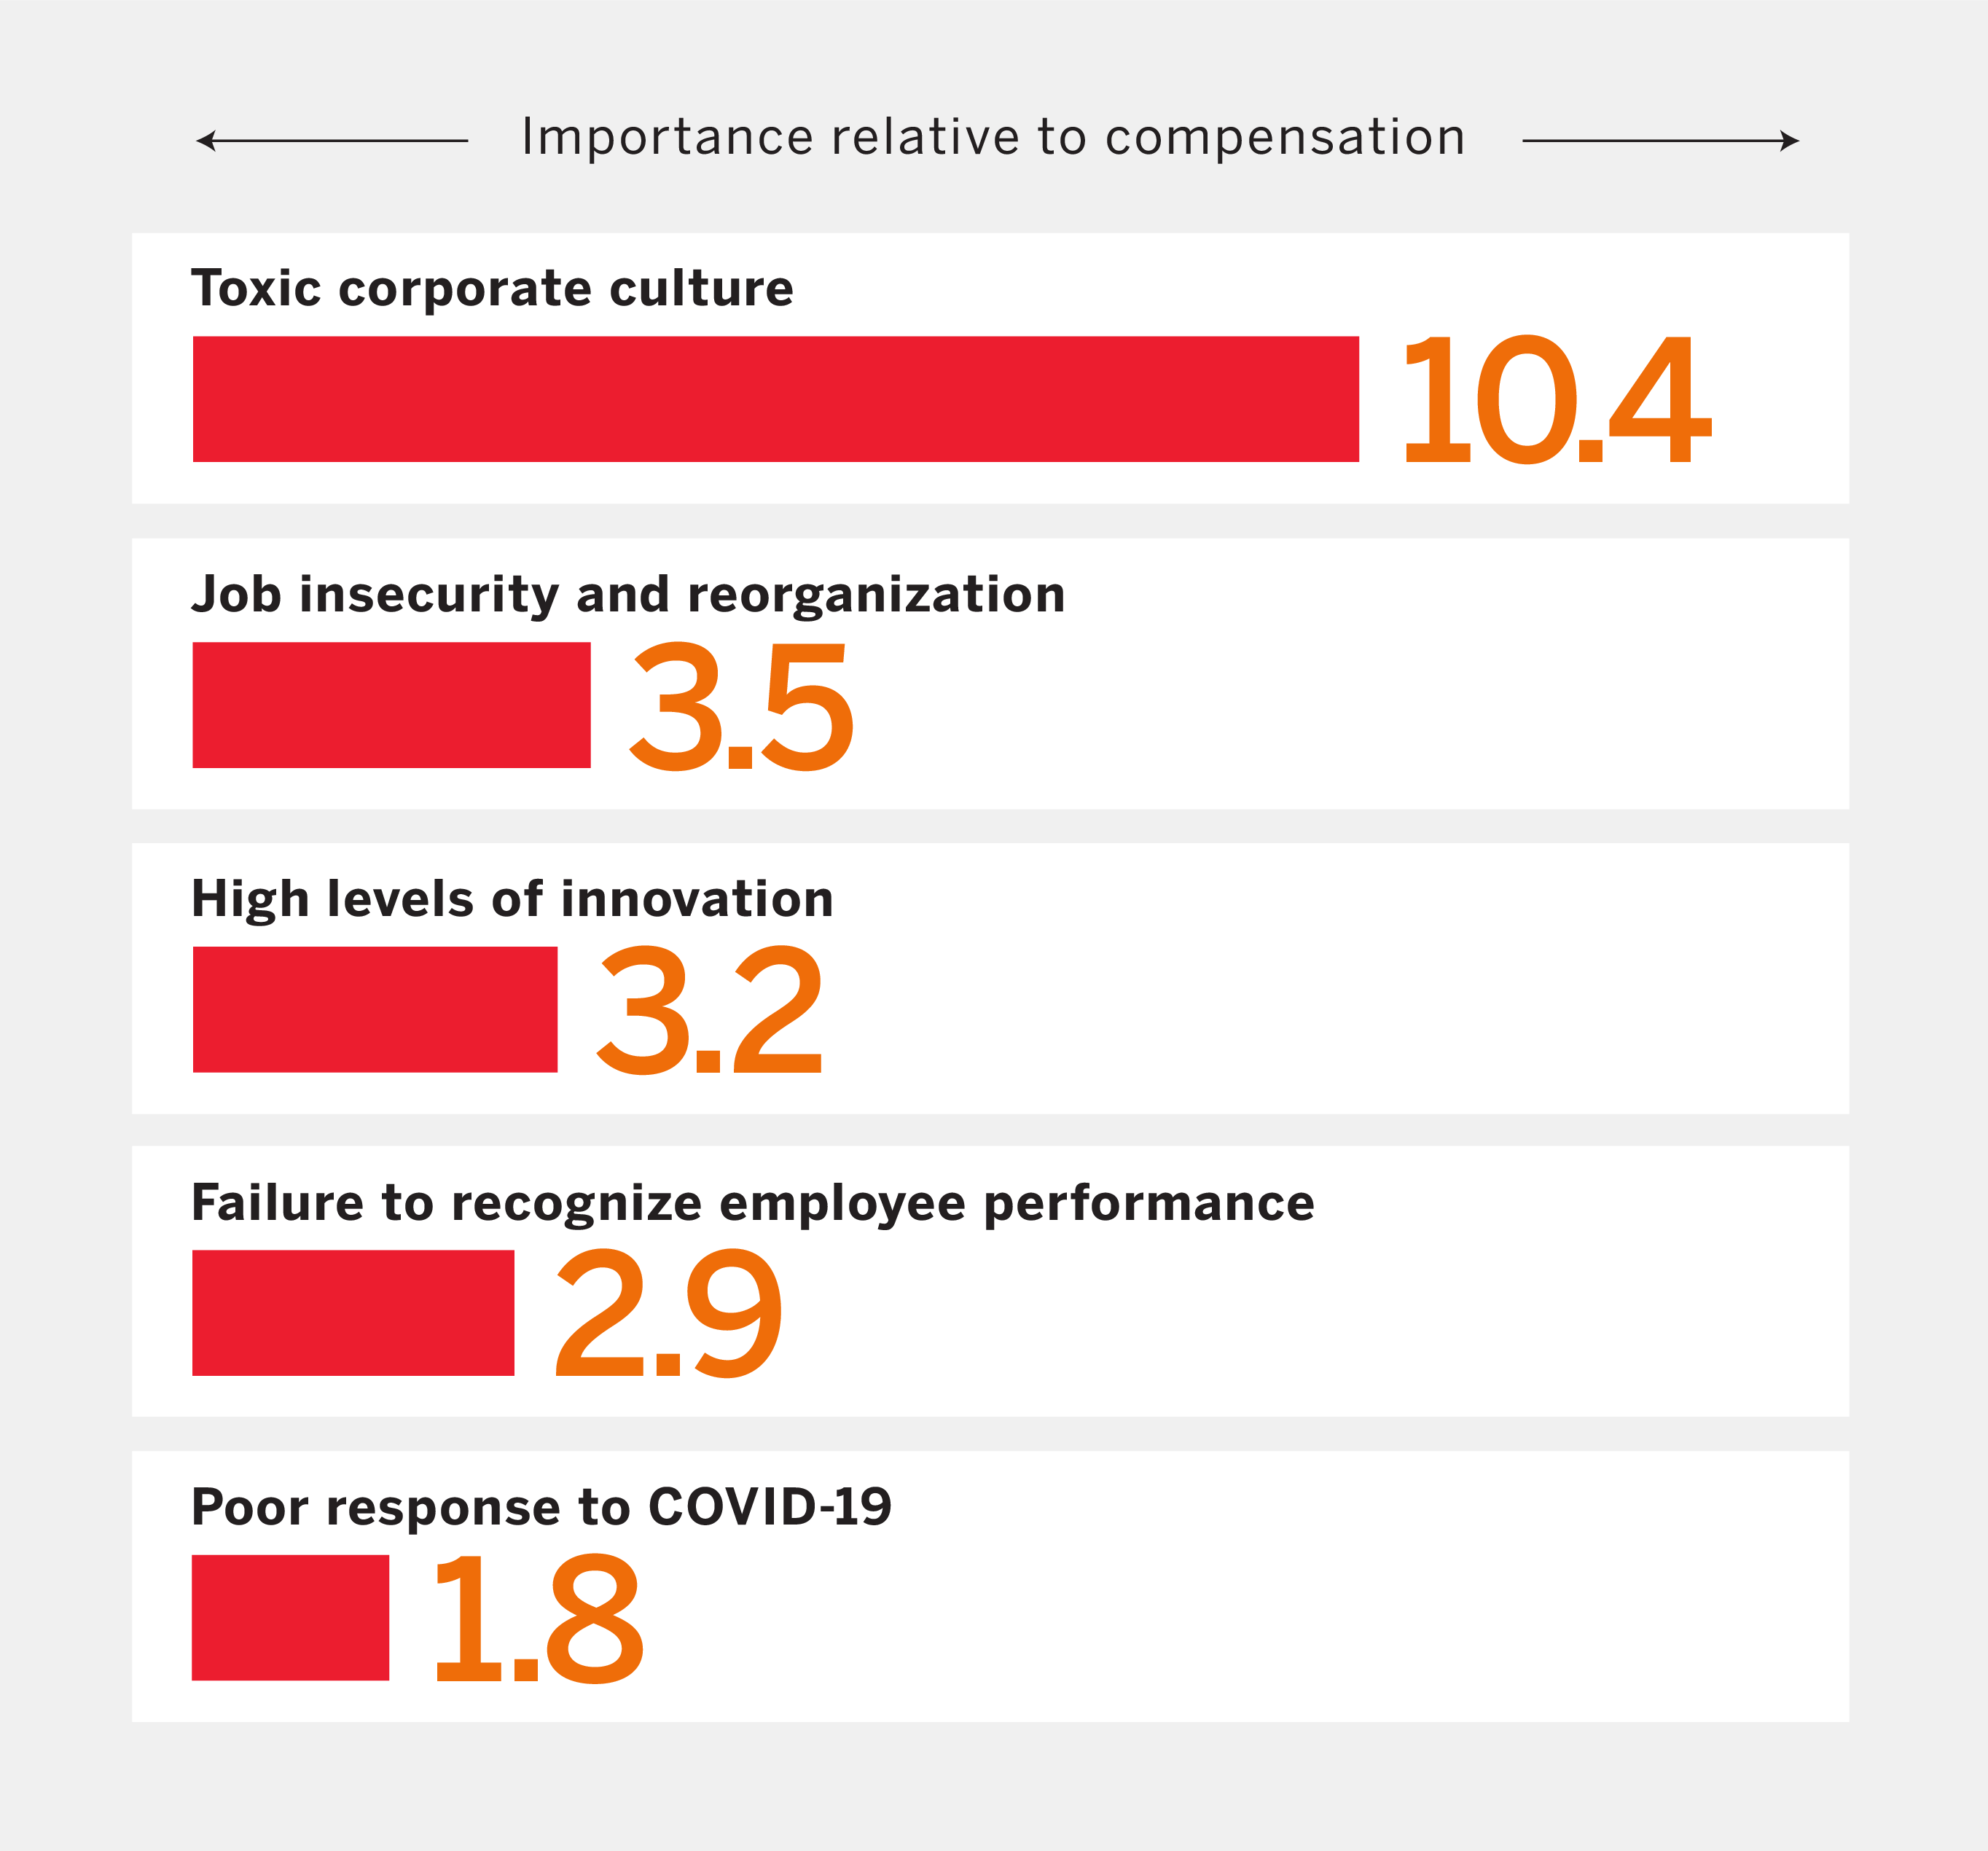 Importance relative to compensation
Toxic corporate culture
10.4
Job insecurity and reorganization
3.5
High levels of innovation
3.2
Failure to recognize employee performance
2.9
Poor response to COVID-19
1.8